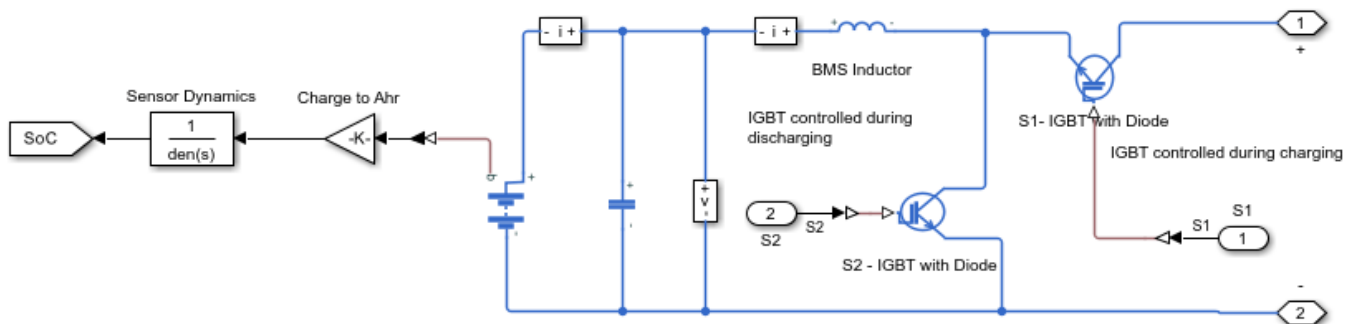 - i +
- i +
+
-
1
+
BMS Inductor
Sensor Dynamics
Charge to Ahr
IGBT controlled during
discharging
S1- IGBT with Diode
IGBT controlled during charging
SoC
1
den(s)
-K-
q
+
-
+
-
+
v
-
2
S2
S2
S1
S1
1
S2 - IGBT with Diode
-
2